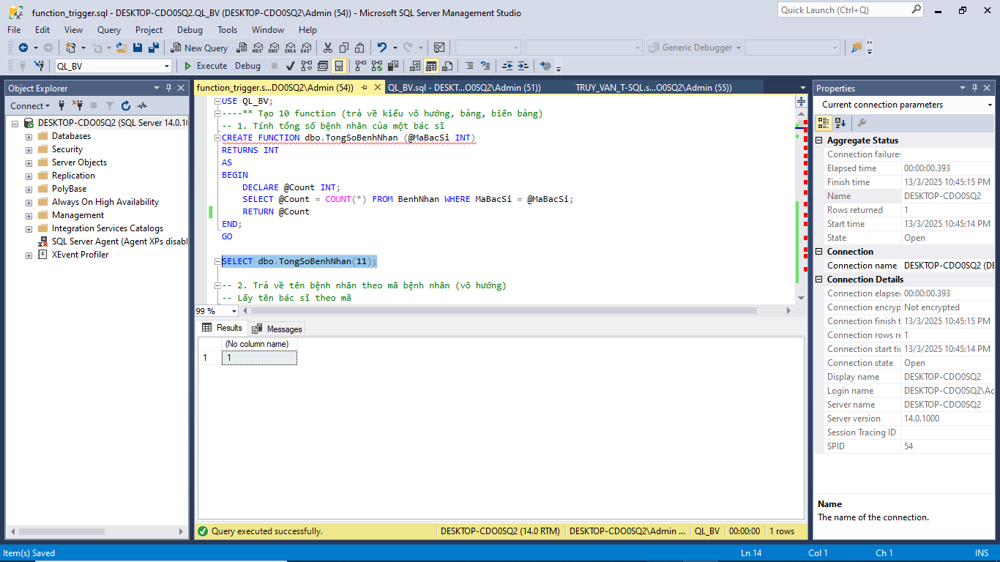 function_trigger.sql - DESKTOP-CDO0SQ2.QL_BV (DESKTOP-CDO0SQ2\Admin (54)) - Microsoft SQL Server Management Studio
Quick Launch (Ctrl+Q)
File Edit View Query Project Debug Tools Window Help
New Query MDX DMX XMLA DAX Generic Debugger
QL_BV Execute Debug
Object Explorer
Connect
DESKTOP-CDO0SQ2 (SQL Server 14.0.10
Databases
Security
Server Objects
Replication
PolyBase
Always On High Availability
Management
Integration Services Catalogs
SQL Server Agent (Agent XPs disabl
XEvent Profiler
function_trigger.s...DO0SQ2\Admin (54)) QL_BV.sql - DESKT...O0SQ2\Admin (51)) TRUY_VAN_T-SQL.s...O0SQ2\Admin (55))
USE QL_BV;
----** Tạo 10 function (trả về kiểu vô hướng, bảng, biến bảng)
-- 1. Tính tổng số bệnh nhân của một bác sĩ
CREATE FUNCTION dbo.TongSoBenhNhan (@MaBacSi INT)
RETURNS INT
AS
BEGIN
DECLARE @Count INT;
SELECT @Count = COUNT(*) FROM BenhNhan WHERE MaBacSi = @MaBacSi;
RETURN @Count
END;
GO
SELECT dbo.TongSoBenhNhan(11);
-- 2. Trả về tên bệnh nhân theo mã bệnh nhân (vô hướng)
-- Lấy tên bác sĩ theo mã
99 %
Results Messages
(No column name)
1 1
Query executed successfully. DESKTOP-CDO0SQ2 (14.0 RTM) DESKTOP-CDO0SQ2\Admin ... QL_BV 00:00:00 1 rows
Properties
Current connection parameters
Aggregate Status
Connection failures
Elapsed time 00:00:00.393
Finish time 13/3/2025 10:45:15 PM
Name DESKTOP-CDO0SQ2
Rows returned 1
Start time 13/3/2025 10:45:14 PM
State Open
Connection
Connection name DESKTOP-CDO0SQ2 (DE
Connection Details
Connection elapse 00:00:00.393
Connection encryp Not encrypted
Connection finish t 13/3/2025 10:45:15 PM
Connection rows re 1
Connection start tir 13/3/2025 10:45:14 PM
Connection state Open
Display name DESKTOP-CDO0SQ2
Login name DESKTOP-CDO0SQ2\Ad
Server name DESKTOP-CDO0SQ2
Server version 14.0.1000
Session Tracing ID
SPID 54
Name
The name of the connection.
Item(s) Saved Ln 14 Col 1 Ch 1 INS